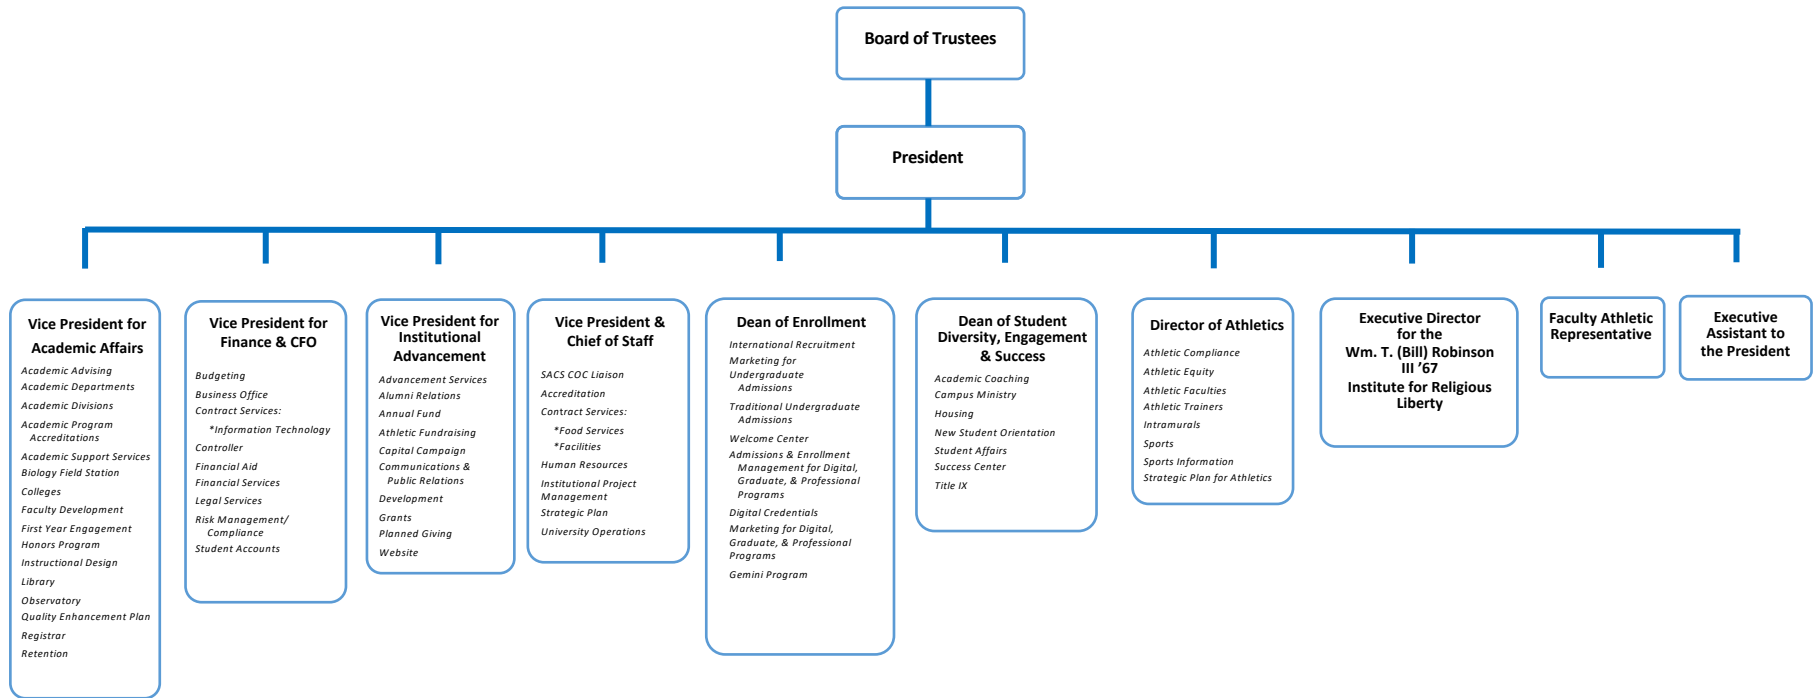 Board of Trustees
President
Vice President for
Academic Affairs
Academic Advising
Academic Departments
Academic Divisions
Academic Program
Accreditations
Academic Support Services
Biology Field Station
Colleges
Faculty Development
First Year Engagement
Honors Program
Instructional Design
Library
Observatory
Quality Enhancement Plan
Registrar
Retention
Vice President for
Finance & CFO
Budgeting
Business Office
Contract Services:
*Information Technology
Controller
Financial Aid
Financial Services
Legal Services
Risk Management/
Compliance
Student Accounts
Vice President for
Institutional
Advancement
Advancement Services
Alumni Relations
Annual Fund
Athletic Fundraising
Capital Campaign
Communications &
Public Relations
Development
Grants
Planned Giving
Website
Vice President &
Chief of Staff
SACS COC Liaison
Accreditation
Contract Services:
*Food Services
*Facilities
Human Resources
Institutional Project
Management
Strategic Plan
University Operations
Dean of Enrollment
International Recruitment
Marketing for
Undergraduate
Admissions
Traditional Undergraduate
Admissions
Welcome Center
Admissions & Enrollment
Management for Digital,
Graduate, & Professional
Programs
Digital Credentials
Marketing for Digital,
Graduate, & Professional
Programs
Gemini Program
Dean of Student
Diversity, Engagement
& Success
Academic Coaching
Campus Ministry
Housing
New Student Orientation
Student Affairs
Success Center
Title IX
Director of Athletics
Athletic Compliance
Athletic Equity
Athletic Faculties
Athletic Trainers
Intramurals
Sports
Sports Information
Strategic Plan for Athletics
Executive Director
for the
Wm. T. (Bill) Robinson
III ’67
Institute for Religious
Liberty
Faculty Athletic
Representative
Executive
Assistant to
the President